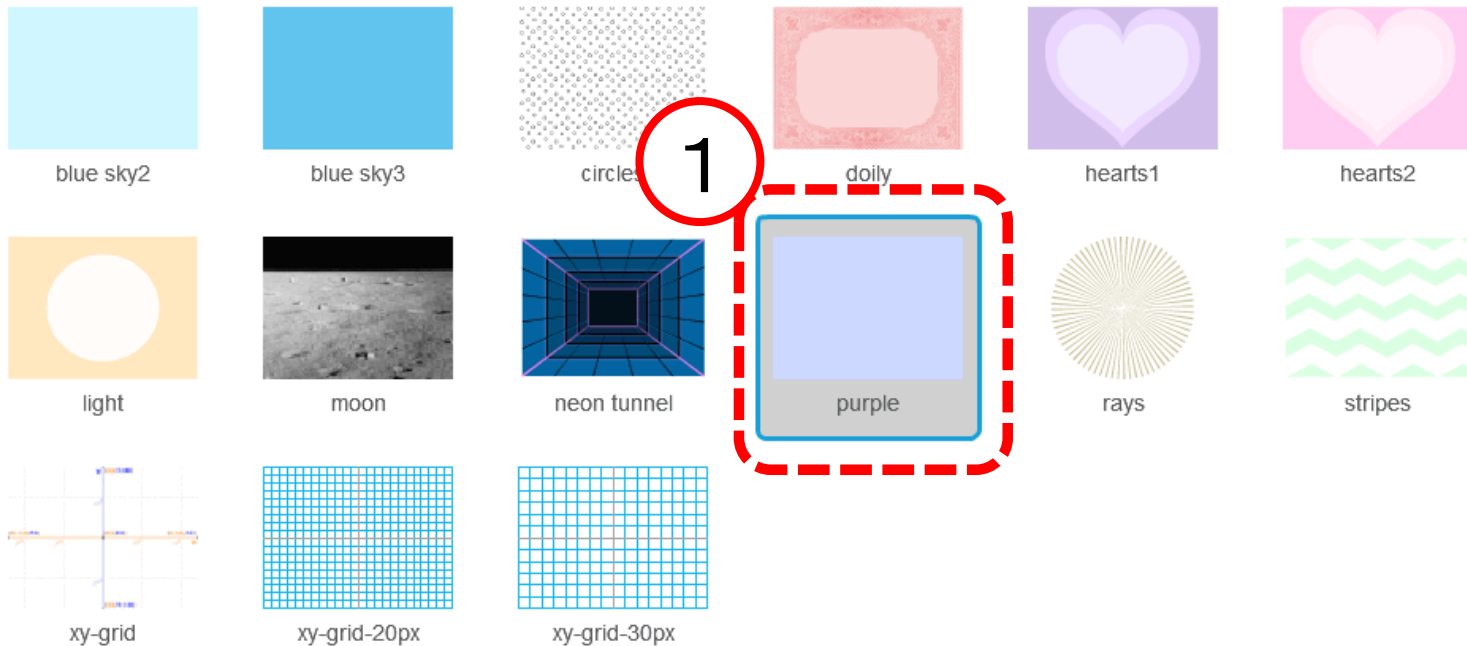 blue sky2
blue sky3
circles
doily
hearts1
hearts2
1
light
moon
neon tunnel
purple
rays
stripes
xy-grid
xy-grid-20px
xy-grid-30px